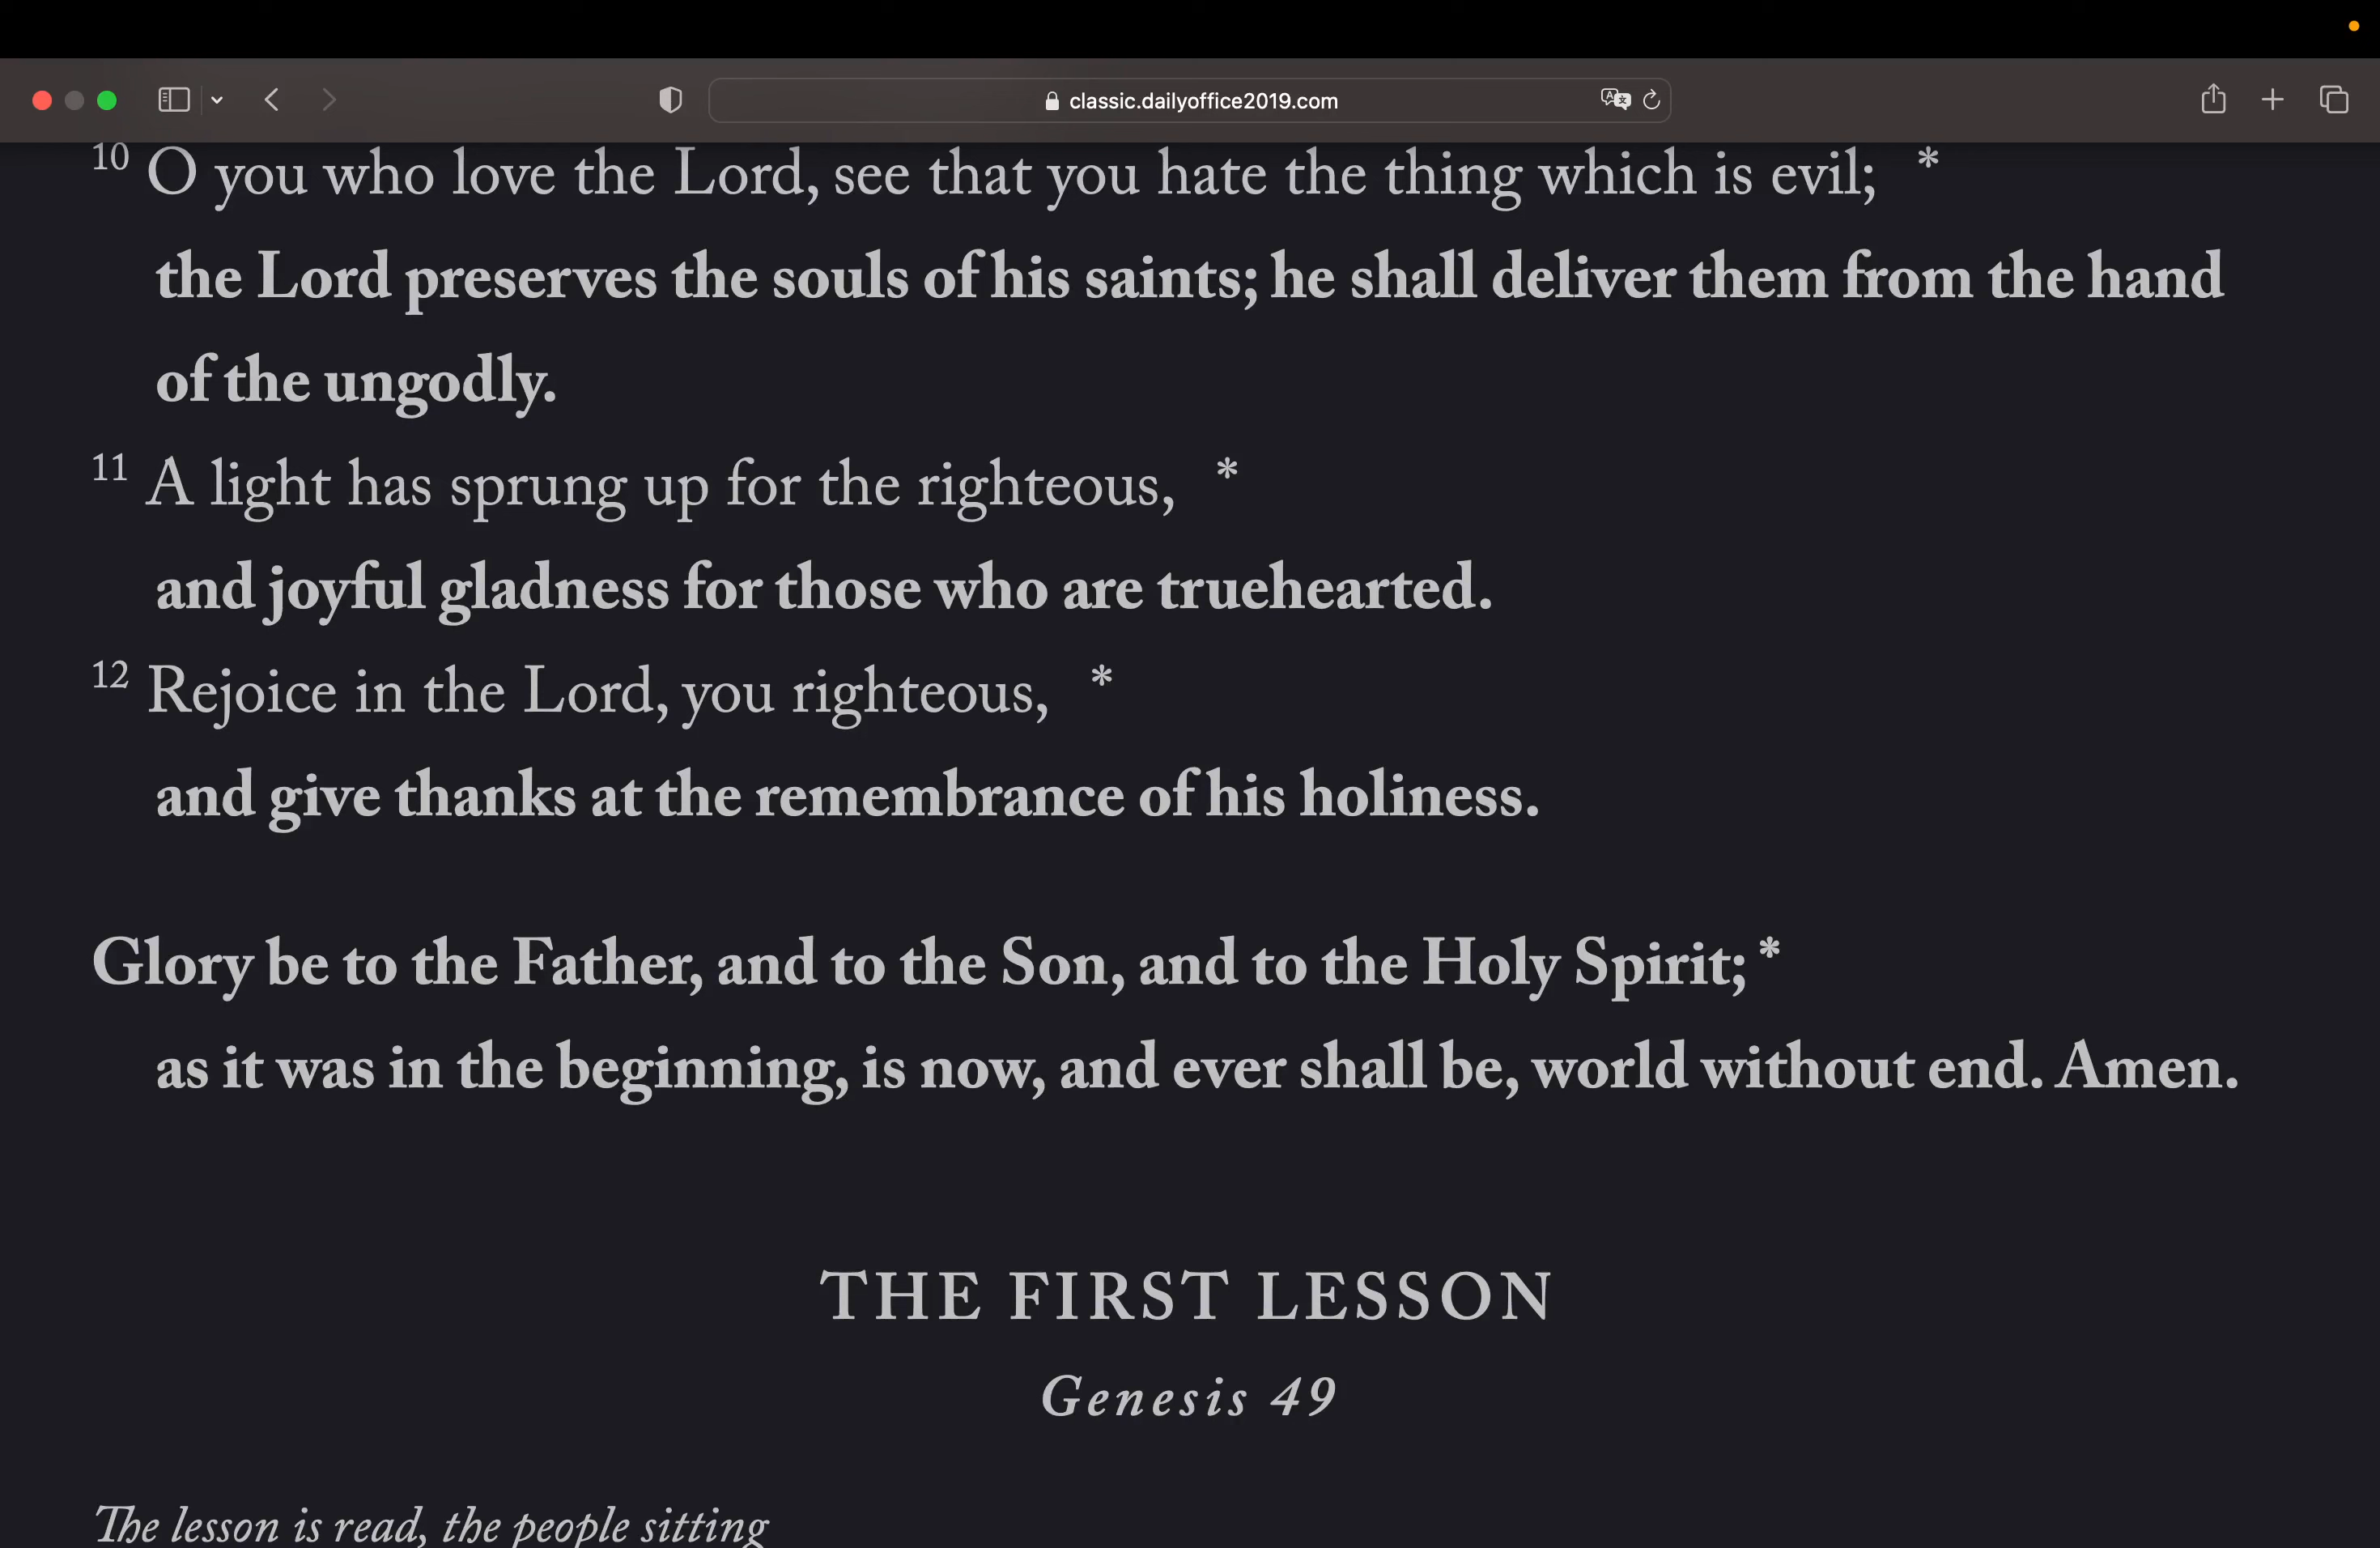 classic.dailyoffice2019.com
10 O you who love the Lord, see that you hate the thing which is evil; *
the Lord preserves the souls of his saints; he shall deliver them from the hand
of the ungodly.
11 A light has sprung up for the righteous, *
and joyful gladness for those who are truehearted.
12 Rejoice in the Lord, you righteous, *
and give thanks at the remembrance of his holiness.
Glory be to the Father, and to the Son, and to the Holy Spirit; *
as it was in the beginning, is now, and ever shall be, world without end. Amen.
THE FIRST LESSON
Genesis 49
The lesson is read, the people sitting